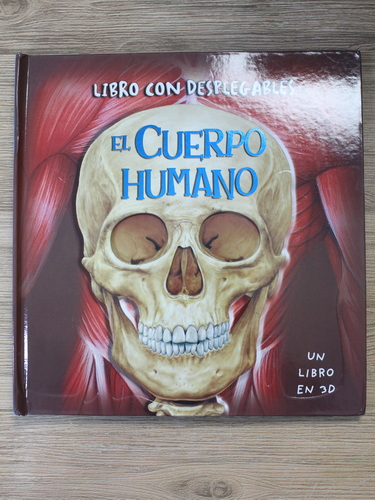 LIBRO CON DESPLEGABLES
EL CUERPO
HUMANO
UN
LIBRO
EN 3D